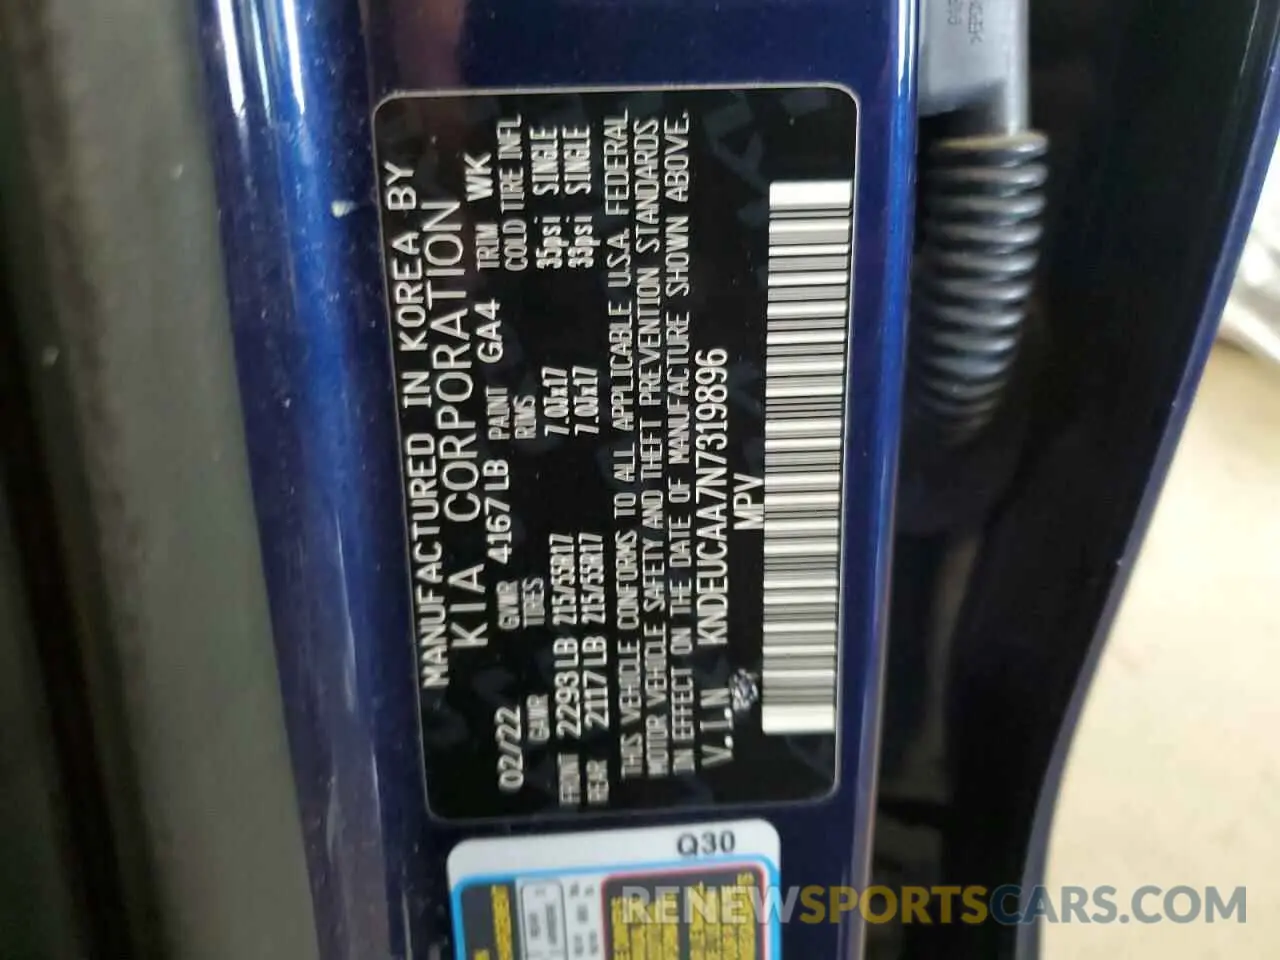 MANUFACTURED IN KOREA BY
KIA CORPORATION
02/22 GVWR 4167LB PAINT GA4 TRIM WK
GAWR TIRES RIMS COLD TIRE INFL
FRONT 2293LB 215/55R17 7.0Jx17 35psi SINGLE
REAR 2117LB 215/55R17 7.0Jx17 33psi SINGLE
THIS VEHICLE CONFORMS TO ALL APPLICABLE U.S.A. FEDERAL
MOTOR VEHICLE SAFETY AND THEFT PREVENTION STANDARDS
IN EFFECT ON THE DATE OF MANUFACTURE SHOWN ABOVE.
V.I.N KNDEUCAA7N7319896
MPV
Q30
RENEWSPORTSCARS.COM